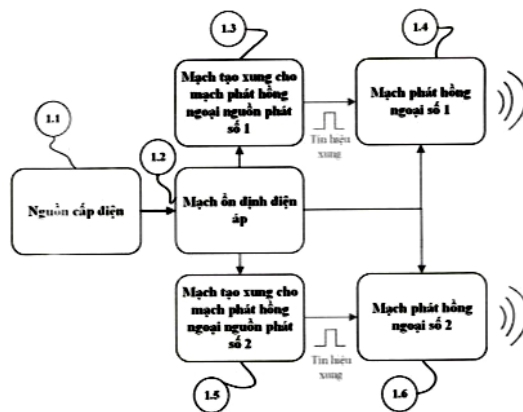 1.3
1.4
Mạch tạo xung cho
mạch phát hồng
ngoại nguồn phát
số 1
Mạch phát hồng
ngoại số 1
1.1
1.2
Tín hiệu
xung
Nguồn cấp điện
Mạch ổn định điện
áp
Mạch tạo xung cho
mạch phát hồng
ngoại nguồn phát
số 2
Mạch phát hồng
ngoại số 2
Tín hiệu
xung
1.5
1.6